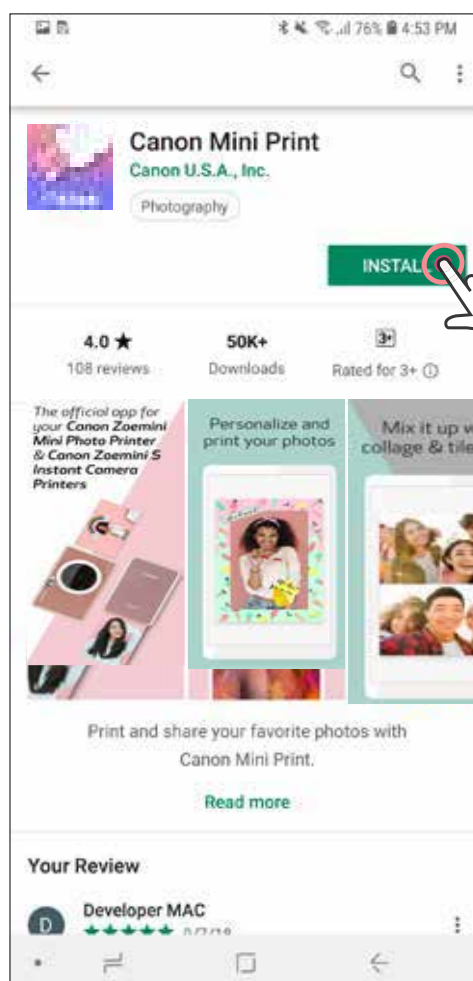 76% 4:53 PM
Canon Mini Print
Canon U.S.A., Inc.
Photography
INSTALL
4.0 ★ 50K+ 3+
108 reviews Downloads Rated for 3+
The official app for
your Canon Zoemini
Mini Photo Printer
& Canon Zoemini S
Instant Camera
Printers
Personalize and
print your photos
Mix it up w
collage & tile
Print and share your favorite photos with
Canon Mini Print.
Read more
Your Review
D Developer MAC